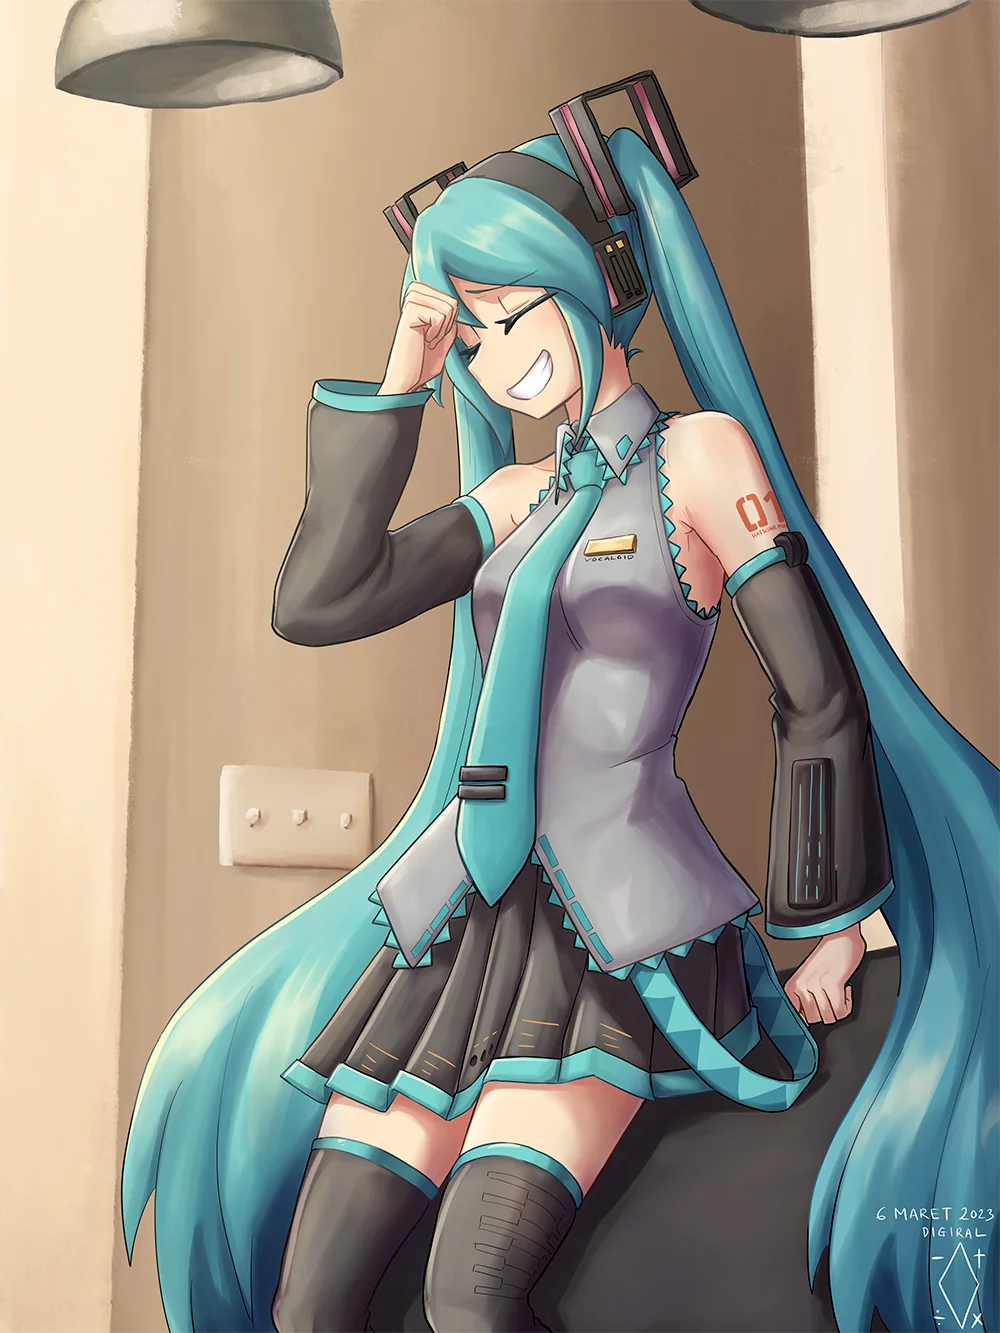 01
HATSUNE MIKU
VOCALOID
6 MARET 2023
DIGIRAL